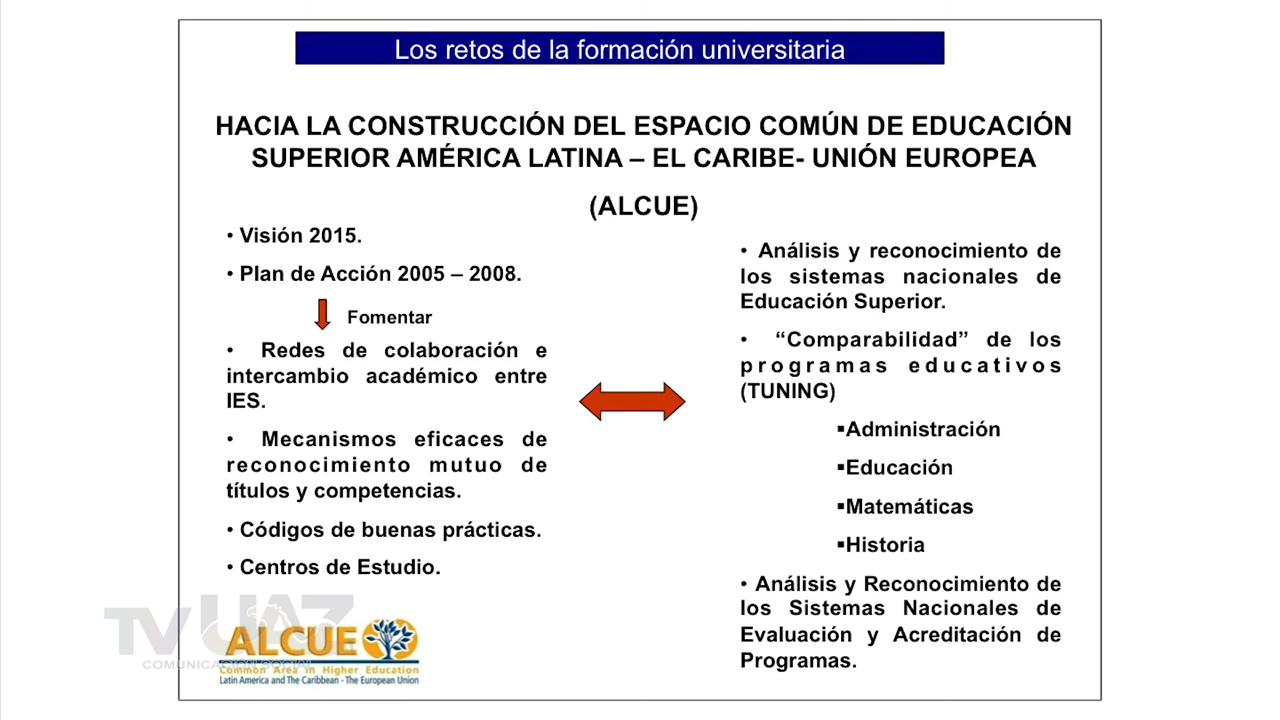 Los retos de la formación universitaria
HACIA LA CONSTRUCCIÓN DEL ESPACIO COMÚN DE EDUCACIÓN
SUPERIOR AMÉRICA LATINA – EL CARIBE- UNIÓN EUROPEA
(ALCUE)
• Visión 2015.
• Plan de Acción 2005 – 2008.
Fomentar
• Redes de colaboración e
intercambio académico entre
IES.
• Mecanismos eficaces de
reconocimiento mutuo de
títulos y competencias.
• Códigos de buenas prácticas.
• Centros de Estudio.
• Análisis y reconocimiento de
los sistemas nacionales de
Educación Superior.
• “Comparabilidad” de los
programas educativos
(TUNING)
▪Administración
▪Educación
▪Matemáticas
▪Historia
• Análisis y Reconocimiento de
los Sistemas Nacionales de
Evaluación y Acreditación de
Programas.
TV UAZ
ALCUE
Common Area in Higher Education
Latin America and The Caribbean - The European Union